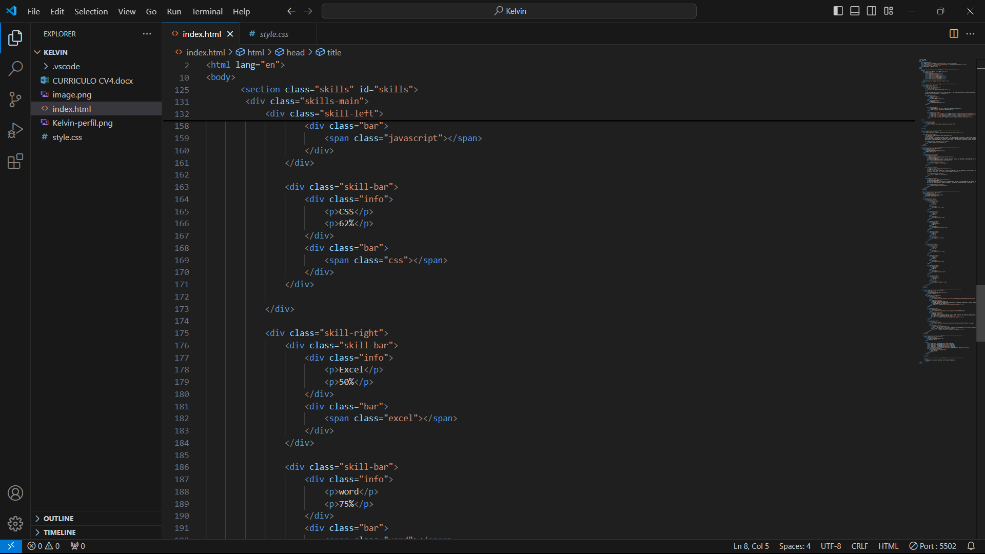 File Edit Selection View Go Run Terminal Help
Kelvin
EXPLORER
KELVIN
.vscode
CURRICULO CV4.docx
image.png
index.html
Kelvin-perfil.png
style.css
OUTLINE
TIMELINE
index.html
# style.css
index.html > html > head > title
2 <html lang="en">
10 <body>
125 <section class="skills" id="skills">
131 <div class="skills-main">
132 <div class="skill-left">
158 <div class="bar">
159 <span class="javascript"></span>
160 </div>
161 </div>
162
163 <div class="skill-bar">
164 <div class="info">
165 <p>CSS</p>
166 <p>62%</p>
167 </div>
168 <div class="bar">
169 <span class="css"></span>
170 </div>
171 </div>
172
173 </div>
174
175 <div class="skill-right">
176 <div class="skill-bar">
177 <div class="info">
178 <p>Excel</p>
179 <p>50%</p>
180 </div>
181 <div class="bar">
182 <span class="excel"></span>
183 </div>
184 </div>
185
186 <div class="skill-bar">
187 <div class="info">
188 <p>word</p>
189 <p>75%</p>
190 </div>
191 <div class="bar">
0 0 0
Ln 8, Col 5 Spaces: 4 UTF-8 CRLF HTML Port : 5502